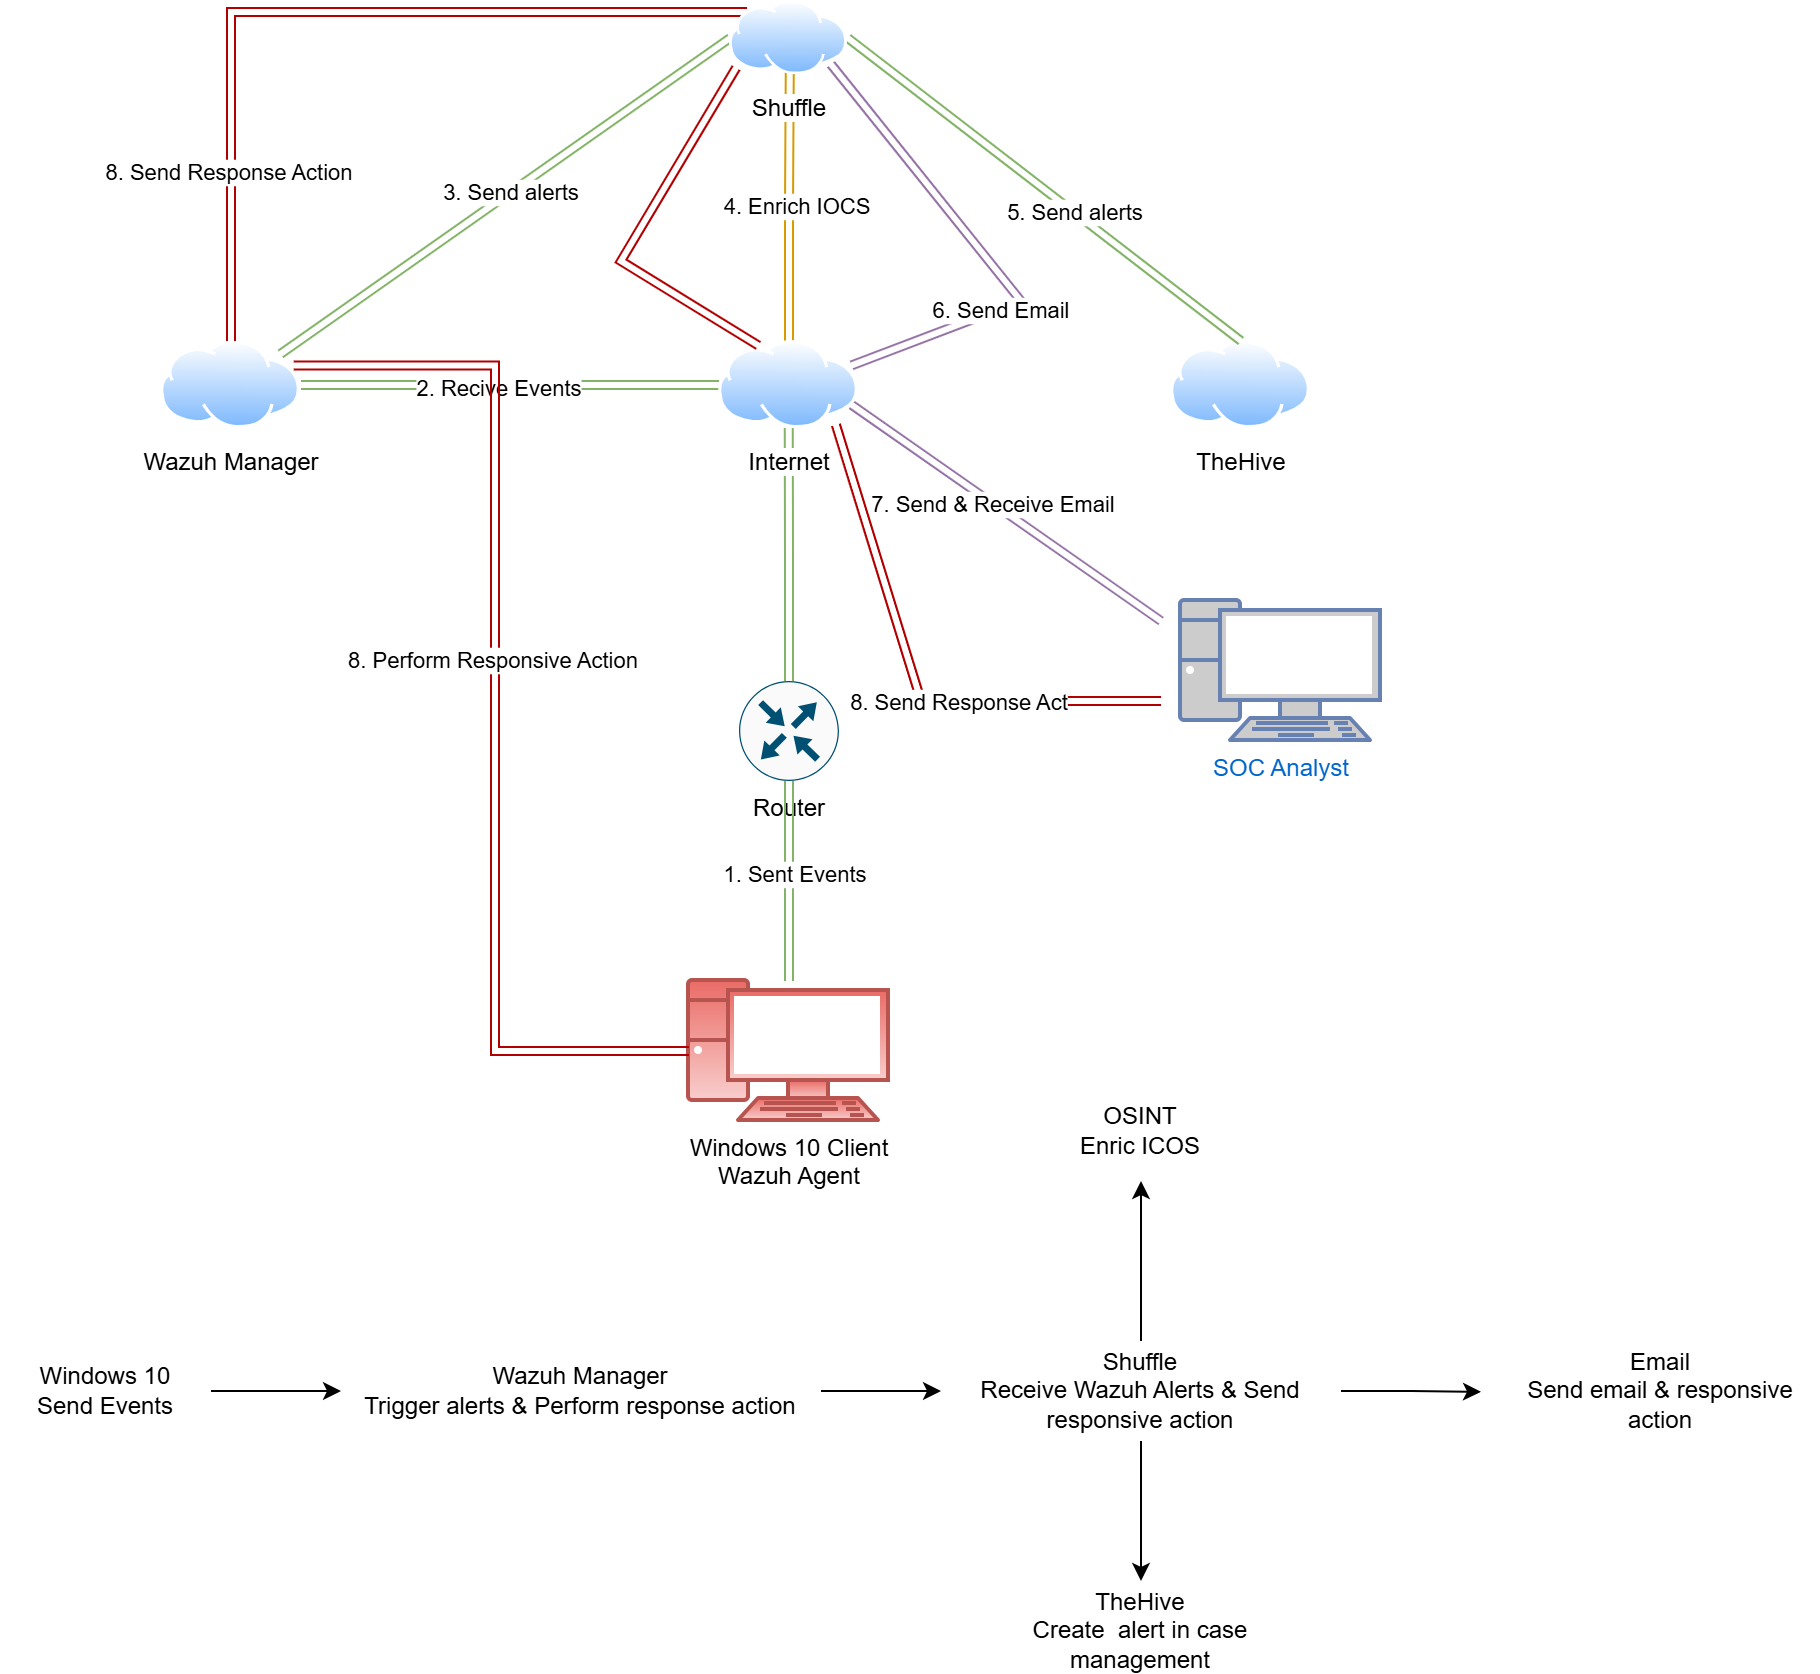 Shuffle
8. Send Response Action
3. Send alerts
4. Enrich IOCS
5. Send alerts
6. Send Email
2. Recive Events
Wazuh Manager
Internet
TheHive
7. Send & Receive Email
8. Perform Responsive Action
8. Send Response Act
SOC Analyst
Router
1. Sent Events
Windows 10 Client
Wazuh Agent
OSINT
Enric ICOS
Windows 10
Send Events
Wazuh Manager
Trigger alerts & Perform response action
Shuffle
Receive Wazuh Alerts & Send
responsive action
Email
Send email & responsive
action
TheHive
Create  alert in case
management